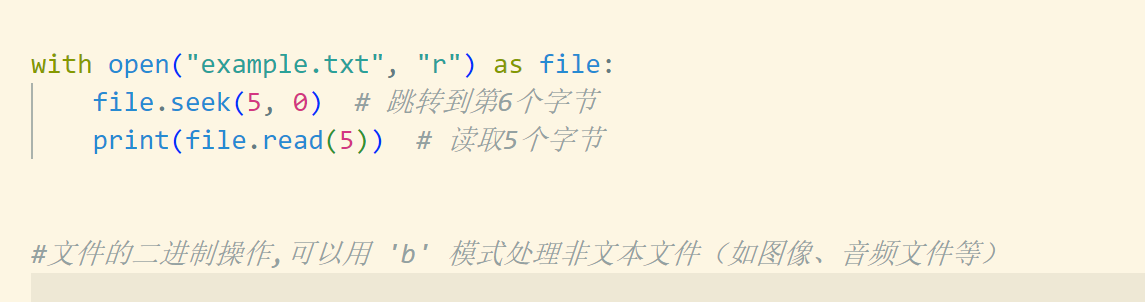 with open("example.txt", "r") as file:
    file.seek(5, 0)  # 跳转到第6个字节
    print(file.read(5))  # 读取5个字节
#文件的二进制操作,可以用 'b' 模式处理非文本文件（如图像、音频文件等）